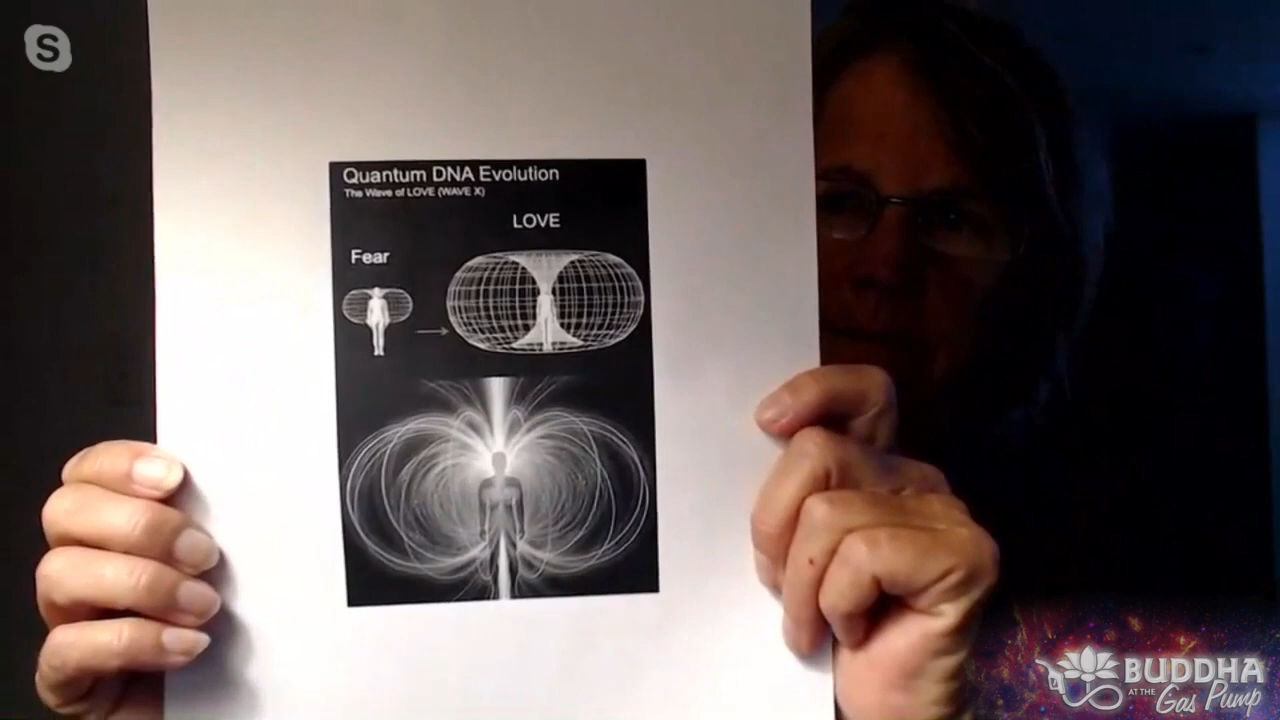 S
Quantum DNA Evolution
The Wave of LOVE (WAVE X)
LOVE
Fear
BUDDHA
AT THE Gas Pump